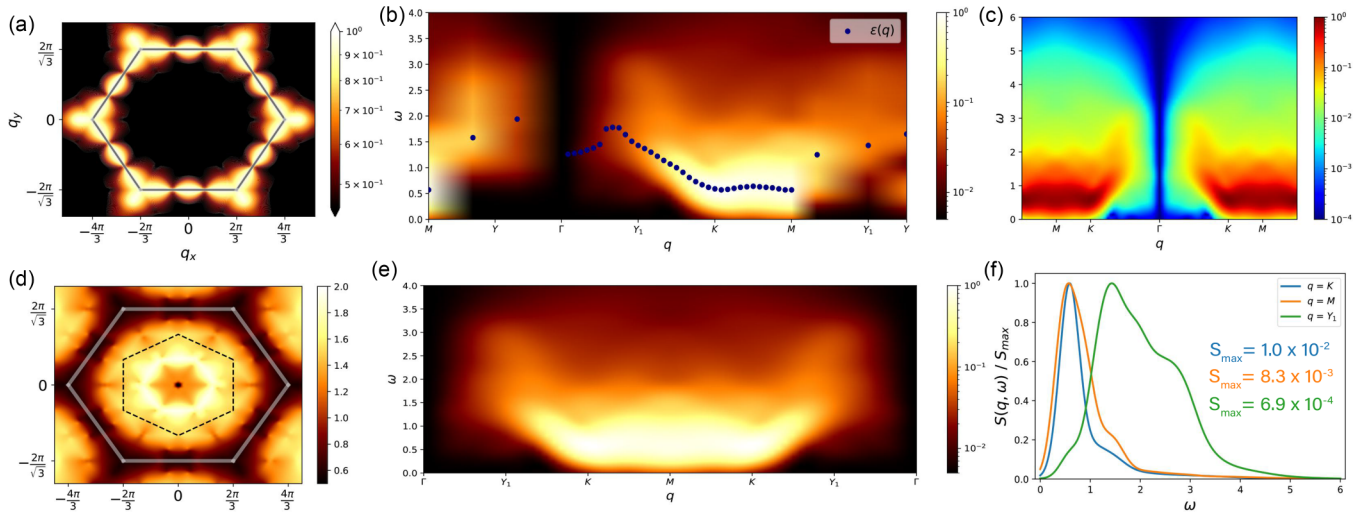 (a)
2π/√3
0
−2π/√3
q_y
−4π/3 −2π/3 0 2π/3 4π/3
q_x
10^0
9 × 10^−1
8 × 10^−1
7 × 10^−1
6 × 10^−1
5 × 10^−1
(b)
4.0
3.5
3.0
2.5
2.0
1.5
1.0
0.5
0.0
ω
ε(q)
M Y Γ Y_1 K M Y_1 Y
q
10^0
10^−1
10^−2
(c)
6
5
4
3
2
1
0
ω
M K Γ K M
q
10^0
10^−1
10^−2
10^−3
10^−4
(d)
2π/√3
0
−2π/√3
−4π/3 −2π/3 0 2π/3 4π/3
2.0
1.8
1.6
1.4
1.2
1.0
0.8
0.6
(e)
4.0
3.5
3.0
2.5
2.0
1.5
1.0
0.5
0.0
ω
Γ Y_1 K M K Y_1 Γ
q
10^0
10^−1
10^−2
(f)
1.0
0.8
0.6
0.4
0.2
0.0
S(q, ω) / S_max
q = K
q = M
q = Y_1
S_max = 1.0 x 10^-2
S_max = 8.3 x 10^-3
S_max = 6.9 x 10^-4
0 1 2 3 4 5 6
ω